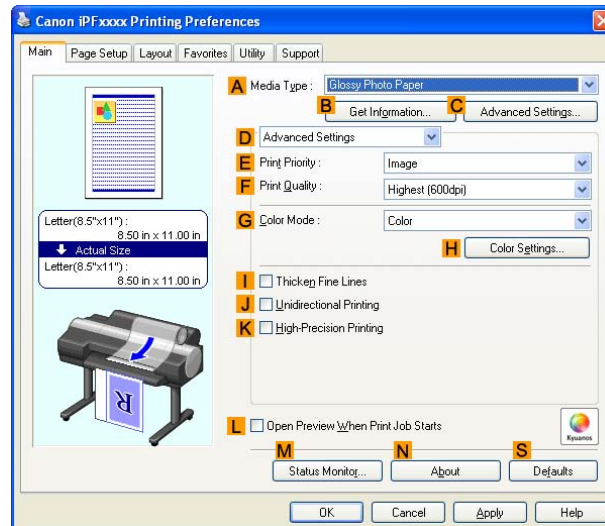 Canon iPFxxxx Printing Preferences
Main Page Setup Layout Favorites Utility Support
A Media Type : Glossy Photo Paper
B Get Information... C Advanced Settings...
D Advanced Settings
E Print Priority : Image
F Print Quality : Highest (600dpi)
G Color Mode : Color
H Color Settings...
Letter(8.5"x11") :
8.50 in x 11.00 in
Actual Size
Letter(8.5"x11") :
8.50 in x 11.00 in
I Thicken Fine Lines
J Unidirectional Printing
K High-Precision Printing
R
L Open Preview When Print Job Starts
Kyuanos
M Status Monitor... N About S Defaults
OK Cancel Apply Help